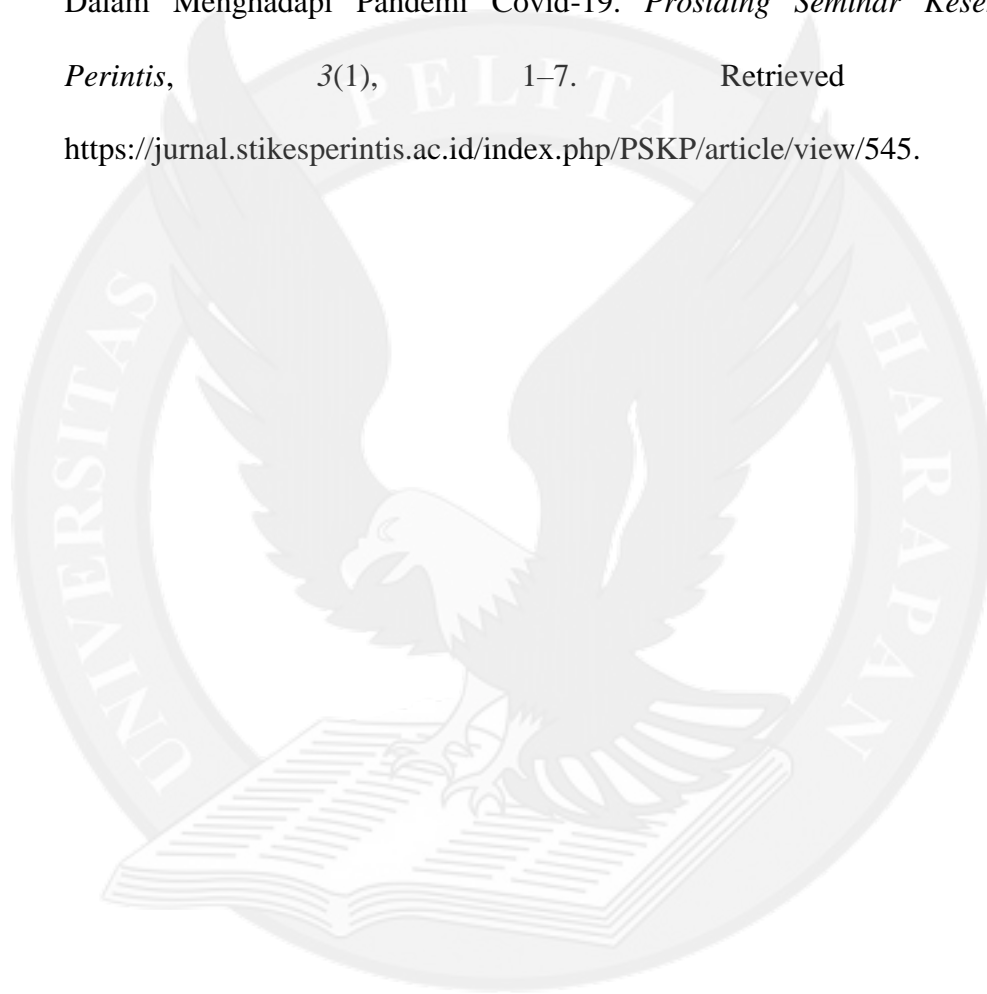 Dalam Menghadapi Pandemi Covid-19. Prosiding Seminar Kese
Perintis, 3(1), 1–7. Retrieved
https://jurnal.stikesperintis.ac.id/index.php/PSKP/article/view/545.
UNIVERSITAS PELITA HARAPAN